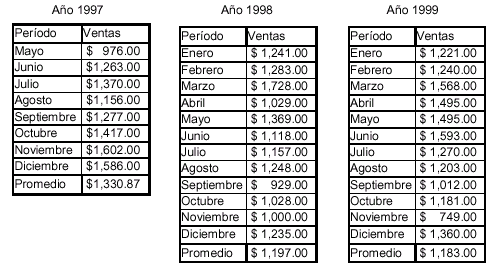 Año 1997
Período Ventas
Mayo $ 976.00
Junio $1,263.00
Julio $1,370.00
Agosto $1,156.00
Septiembre $1,277.00
Octubre $1,417.00
Noviembre $1,602.00
Diciembre $1,586.00
Promedio $1,330.87
Año 1998
Período Ventas
Enero $ 1,241.00
Febrero $ 1,283.00
Marzo $ 1,728.00
Abril $ 1,029.00
Mayo $ 1,369.00
Junio $ 1,118.00
Julio $ 1,157.00
Agosto $ 1,248.00
Septiembre $ 929.00
Octubre $ 1,028.00
Noviembre $ 1,000.00
Diciembre $ 1,235.00
Promedio $ 1,197.00
Año 1999
Período Ventas
Enero $ 1,221.00
Febrero $ 1,240.00
Marzo $ 1,568.00
Abril $ 1,495.00
Mayo $ 1,495.00
Junio $ 1,593.00
Julio $ 1,270.00
Agosto $ 1,203.00
Septiembre $ 1,012.00
Octubre $ 1,181.00
Noviembre $ 749.00
Diciembre $ 1,360.00
Promedio $ 1,183.00